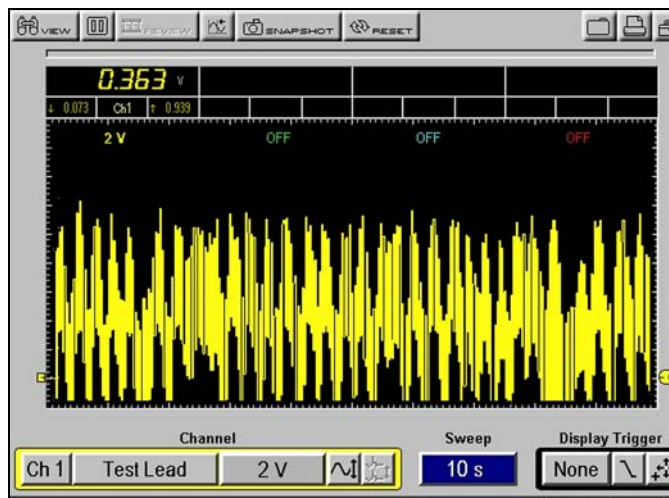 VIEW REVIEW SNAPSHOT RESET
0.363 V
↓ 0.073 Ch1 ↑ 0.939
2 V OFF OFF OFF
Channel Sweep Display Trigger
Ch 1 Test Lead 2 V 10 s None